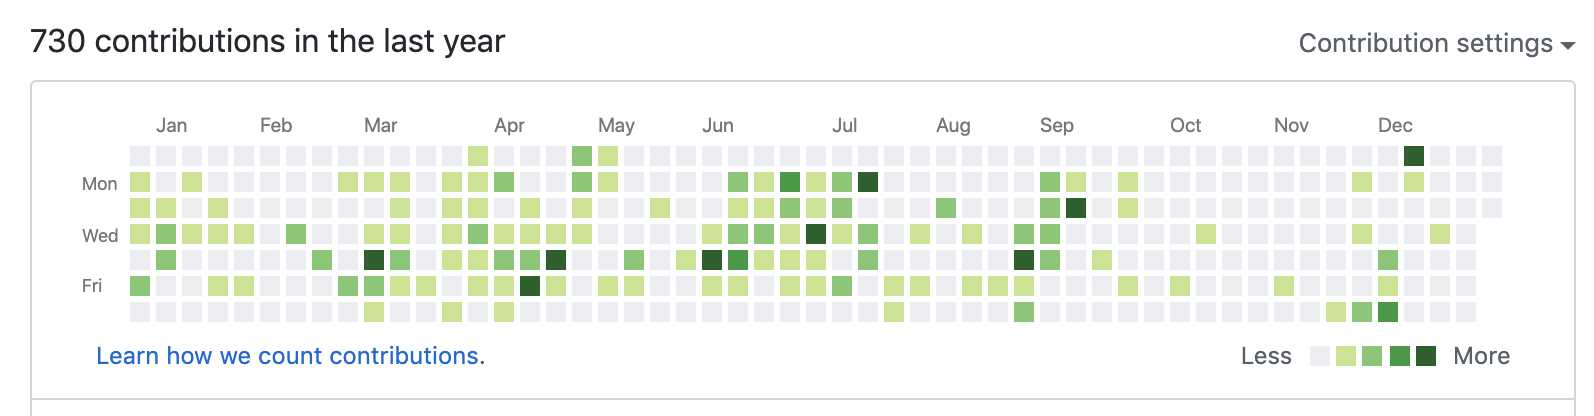 730 contributions in the last year
Contribution settings
Jan Feb Mar Apr May Jun Jul Aug Sep Oct Nov Dec
Mon
Wed
Fri
Learn how we count contributions.
Less More